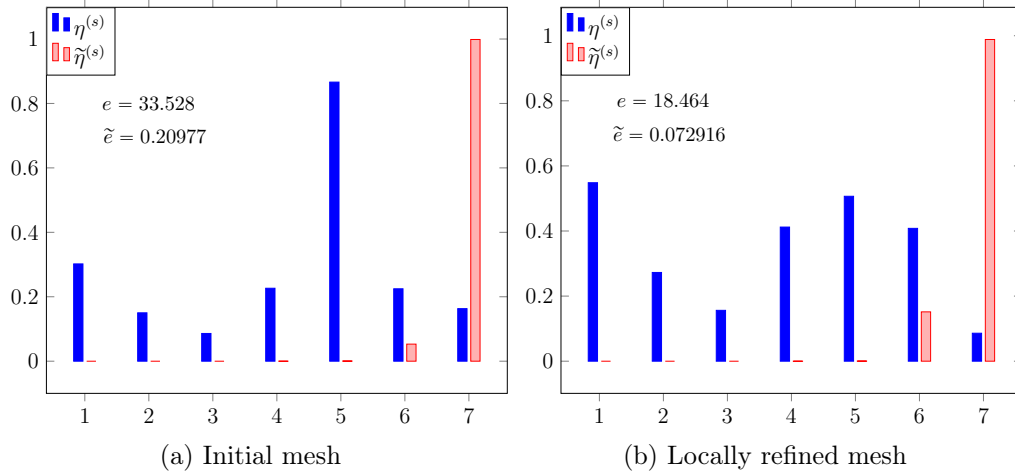 η^(s)
η̃^(s)
e = 33.528
ẽ = 0.20977
1
0.8
0.6
0.4
0.2
0
1 2 3 4 5 6 7
(a) Initial mesh
η^(s)
η̃^(s)
e = 18.464
ẽ = 0.072916
1
0.8
0.6
0.4
0.2
0
1 2 3 4 5 6 7
(b) Locally refined mesh